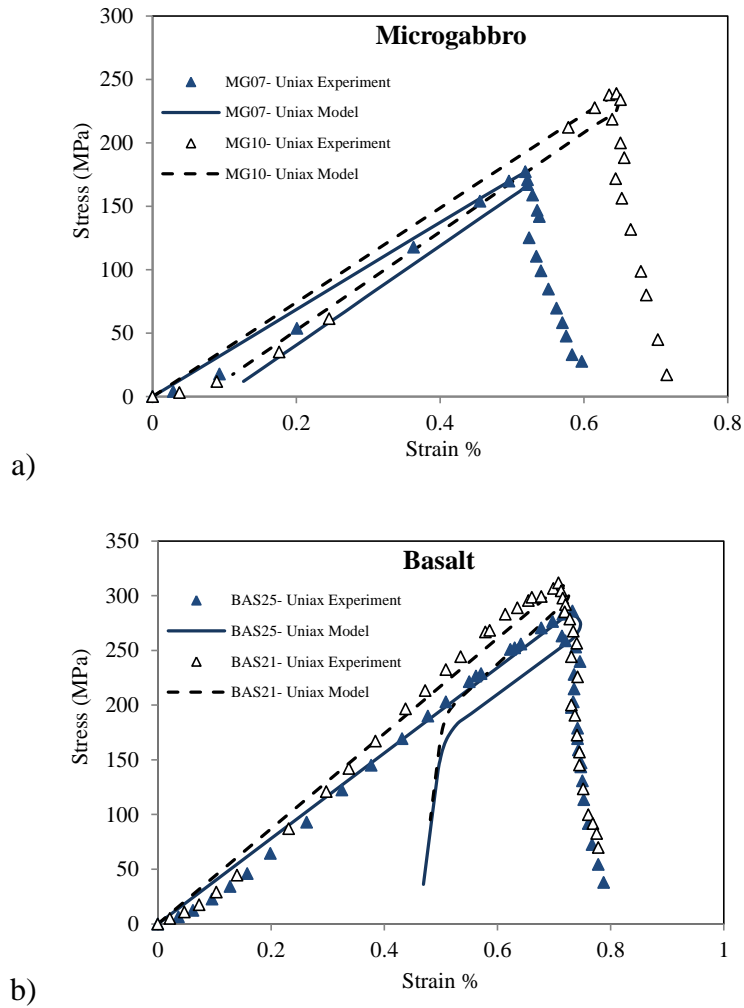 Microgabbro
300
250
200
150
100
50
0
Stress (MPa)
MG07- Uniax Experiment
MG07- Uniax Model
MG10- Uniax Experiment
MG10- Uniax Model
0 0.2 0.4 0.6 0.8
Strain %
a)
Basalt
350
300
250
200
150
100
50
0
Stress (MPa)
BAS25- Uniax Experiment
BAS25- Uniax Model
BAS21- Uniax Experiment
BAS21- Uniax Model
0 0.2 0.4 0.6 0.8 1
Strain %
b)